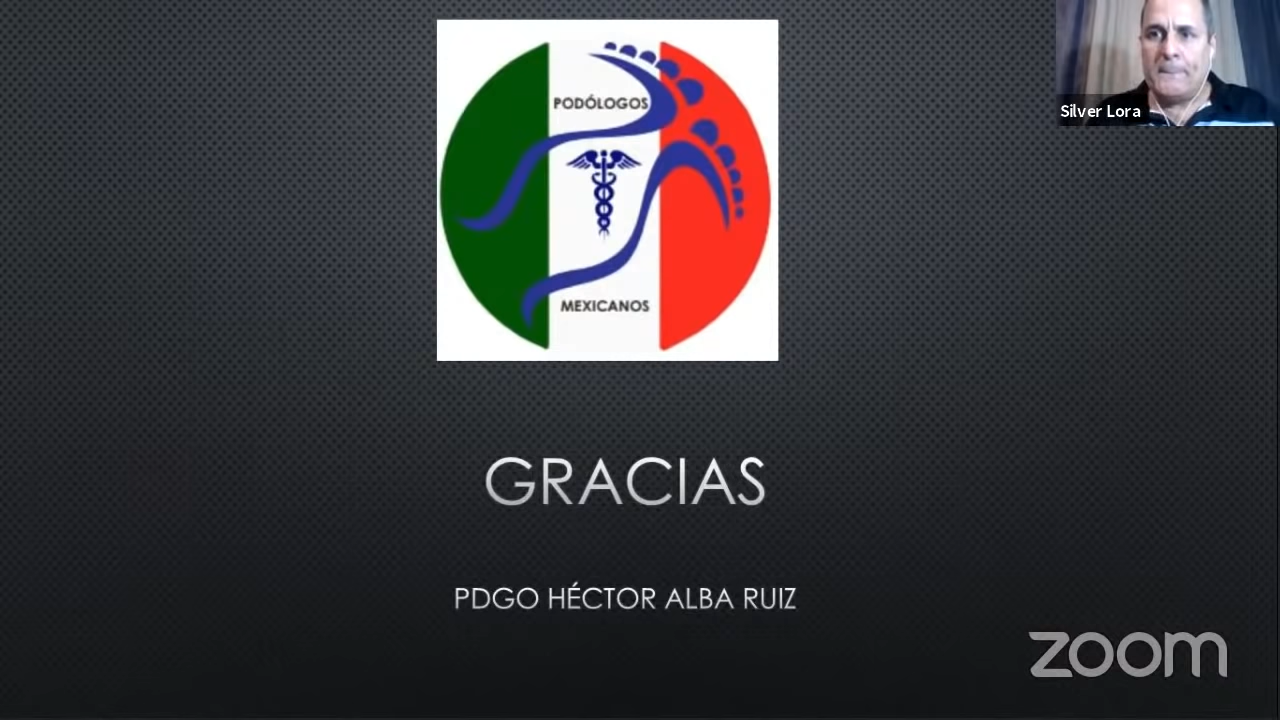 PODÓLOGOS
MEXICANOS
Silver Lora
GRACIAS
PDGO HÉCTOR ALBA RUIZ
zoom